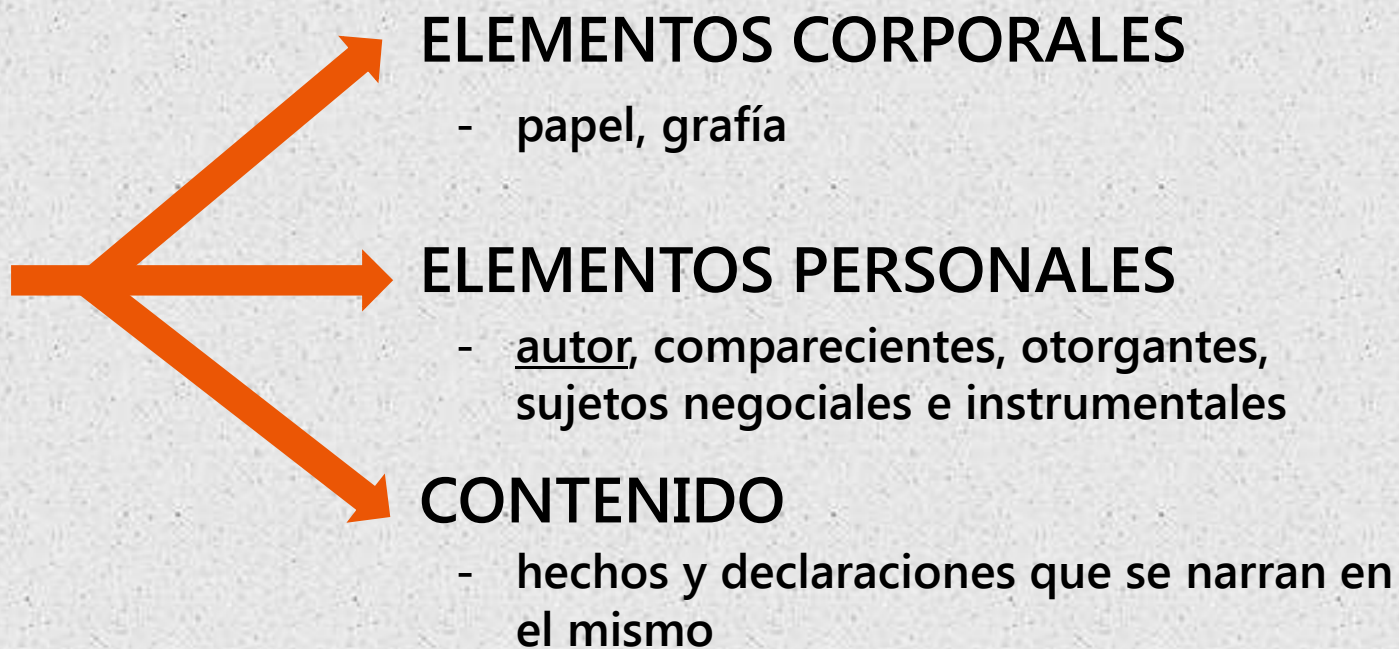 ELEMENTOS CORPORALES
- papel, grafía
ELEMENTOS PERSONALES
- autor, comparecientes, otorgantes,
sujetos negociales e instrumentales
CONTENIDO
- hechos y declaraciones que se narran en
el mismo